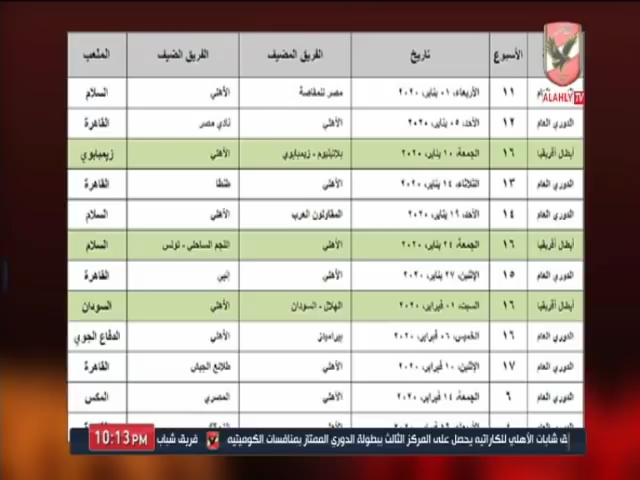 الأسبوع تاريخ الفريق المضيف الفريق الضيف الملعب
ALAHLY TV
١١ الأربعاء، ٠١ يناير، ٢٠٢٠ مصر للمقاصة الأهلي السلام
الدوري العام ١٢ الأحد، ٠٥ يناير، ٢٠٢٠ الأهلي نادي مصر القاهرة
أبطال أفريقيا ١٦ الجمعة، ١٠ يناير، ٢٠٢٠ بلاتينيوم - زيمبابوي الأهلي زيمبابوي
الدوري العام ١٣ الثلاثاء، ١٤ يناير، ٢٠٢٠ الأهلي طنطا القاهرة
الدوري العام ١٤ الأحد، ١٩ يناير، ٢٠٢٠ المقاولون العرب الأهلي السلام
أبطال أفريقيا ١٦ الجمعة، ٢٤ يناير، ٢٠٢٠ الأهلي النجم الساحلي - تونس السلام
الدوري العام ١٥ الإثنين، ٢٧ يناير، ٢٠٢٠ الأهلي إنبي القاهرة
أبطال أفريقيا ١٦ السبت، ٠١ فبراير، ٢٠٢٠ الهلال - السودان الأهلي السودان
الدوري العام ١٦ الخميس، ٠٦ فبراير، ٢٠٢٠ بيراميدز الأهلي الدفاع الجوي
الدوري العام ١٧ الإثنين، ١٠ فبراير، ٢٠٢٠ الأهلي طلائع الجيش القاهرة
الدوري العام ٦ الجمعة، ١٤ فبراير، ٢٠٢٠ الأهلي المصري المكس
ق شابات الأهلي للكاراتيه يحصل على المركز الثالث ببطولة الدوري الممتاز بمنافسات الكوميتيه فريق شباب
10:13 PM